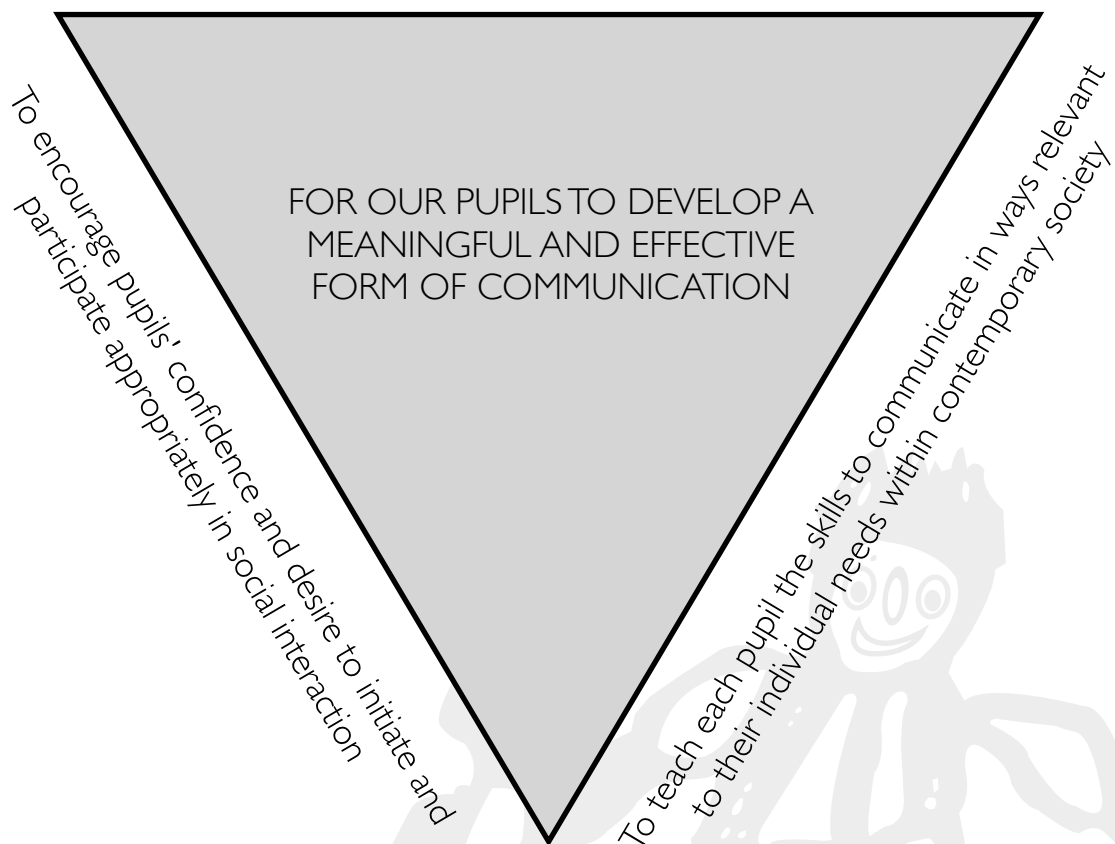 FOR OUR PUPILS TO DEVELOP A
MEANINGFUL AND EFFECTIVE
FORM OF COMMUNICATION
To encourage pupils' confidence and desire to initiate and
participate appropriately in social interaction
To teach each pupil the skills to communicate in ways relevant
to their individual needs within contemporary society